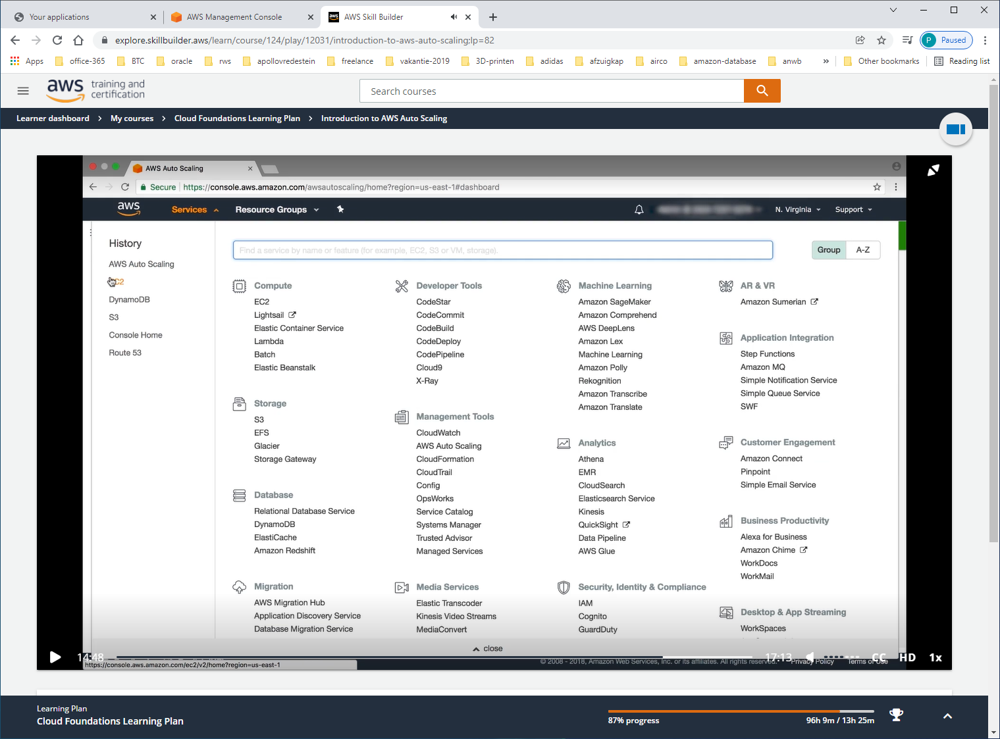 Your applications
AWS Management Console
AWS Skill Builder
explore.skillbuilder.aws/learn/course/124/play/12031/introduction-to-aws-auto-scaling;lp=82
P Paused
Apps office-365 BTC oracle rws apollovredestein freelance vakantie-2019 3D-printen adidas afzuigkap airco amazon-database anwb » Other bookmarks Reading list
aws training and certification
Search courses
Learner dashboard > My courses > Cloud Foundations Learning Plan > Introduction to AWS Auto Scaling
AWS Auto Scaling
Secure https://console.aws.amazon.com/awsautoscaling/home?region=us-east-1#dashboard
aws Services Resource Groups N. Virginia Support
History
AWS Auto Scaling
EC2
DynamoDB
S3
Console Home
Route 53
Find a service by name or feature (for example, EC2, S3 or VM, storage).
Group A-Z
Compute
EC2
Lightsail
Elastic Container Service
Lambda
Batch
Elastic Beanstalk
Storage
S3
EFS
Glacier
Storage Gateway
Database
Relational Database Service
DynamoDB
ElastiCache
Amazon Redshift
Migration
AWS Migration Hub
Application Discovery Service
Database Migration Service
Developer Tools
CodeStar
CodeCommit
CodeBuild
CodeDeploy
CodePipeline
Cloud9
X-Ray
Management Tools
CloudWatch
AWS Auto Scaling
CloudFormation
CloudTrail
Config
OpsWorks
Service Catalog
Systems Manager
Trusted Advisor
Managed Services
Media Services
Elastic Transcoder
Kinesis Video Streams
MediaConvert
Machine Learning
Amazon SageMaker
Amazon Comprehend
AWS DeepLens
Amazon Lex
Machine Learning
Amazon Polly
Rekognition
Amazon Transcribe
Amazon Translate
Analytics
Athena
EMR
CloudSearch
Elasticsearch Service
Kinesis
QuickSight
Data Pipeline
AWS Glue
Security, Identity & Compliance
IAM
Cognito
GuardDuty
AR & VR
Amazon Sumerian
Application Integration
Step Functions
Amazon MQ
Simple Notification Service
Simple Queue Service
SWF
Customer Engagement
Amazon Connect
Pinpoint
Simple Email Service
Business Productivity
Alexa for Business
Amazon Chime
WorkDocs
WorkMail
Desktop & App Streaming
WorkSpaces
close
14:48 17:13 CC HD 1x
© 2008 - 2018, Amazon Web Services, Inc. or its affiliates. All rights reserved. Privacy Policy Terms of Use
https://console.aws.amazon.com/ec2/v2/home?region=us-east-1
Learning Plan
Cloud Foundations Learning Plan
87% progress 96h 9m / 13h 25m